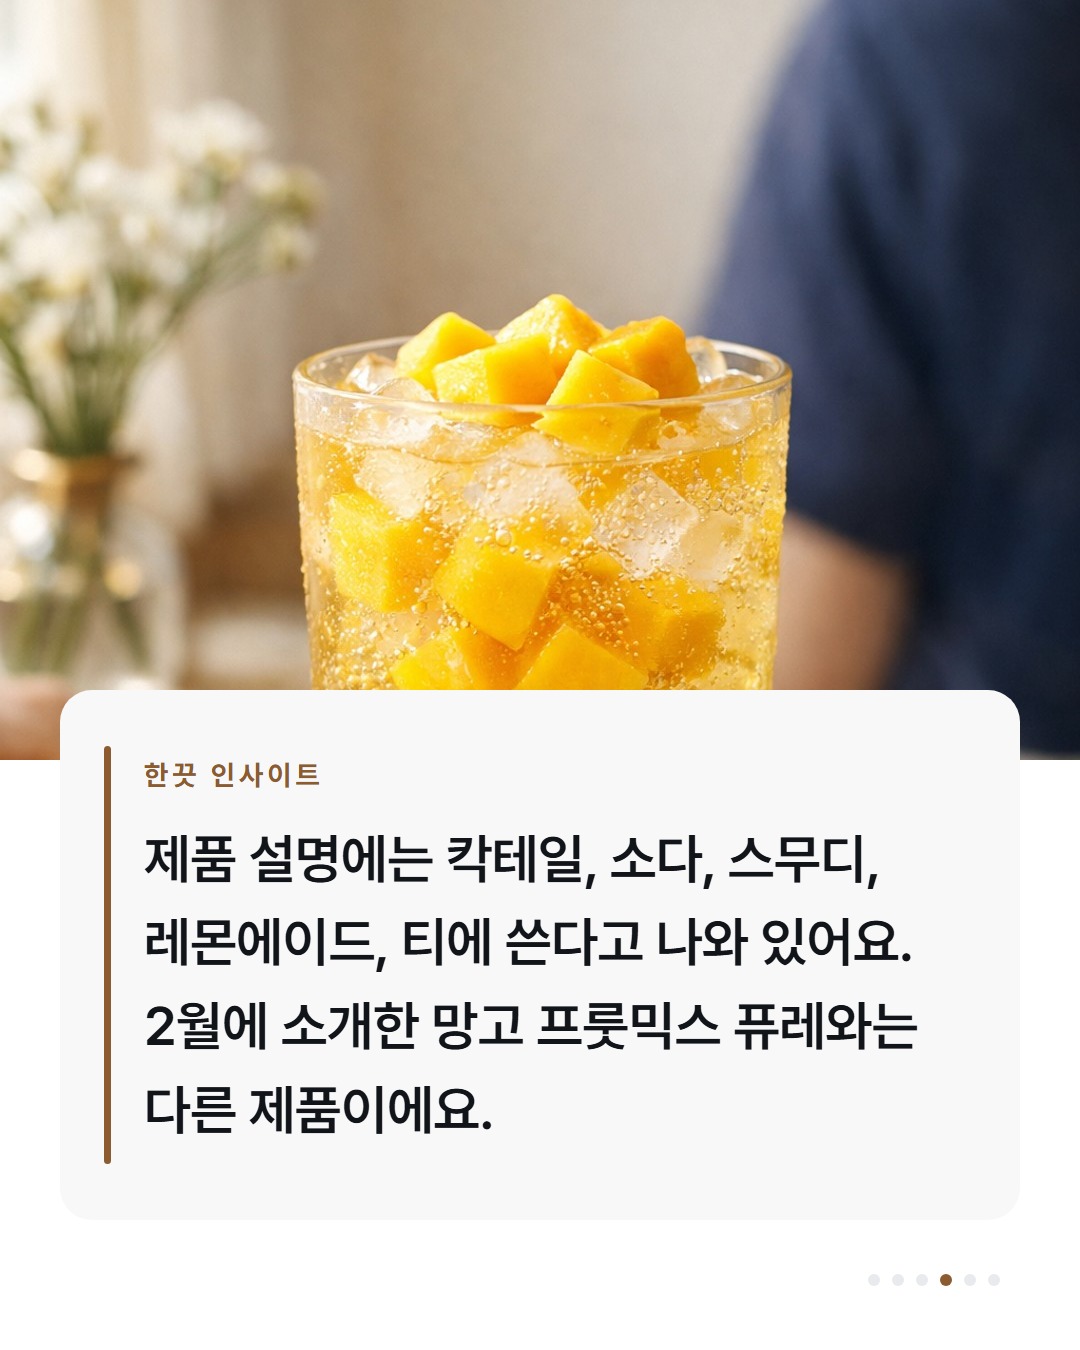 한끗 인사이트
제품 설명에는 칵테일, 소다, 스무디,
레몬에이드, 티에 쓴다고 나와 있어요.
2월에 소개한 망고 프룻믹스 퓨레와는
다른 제품이에요.